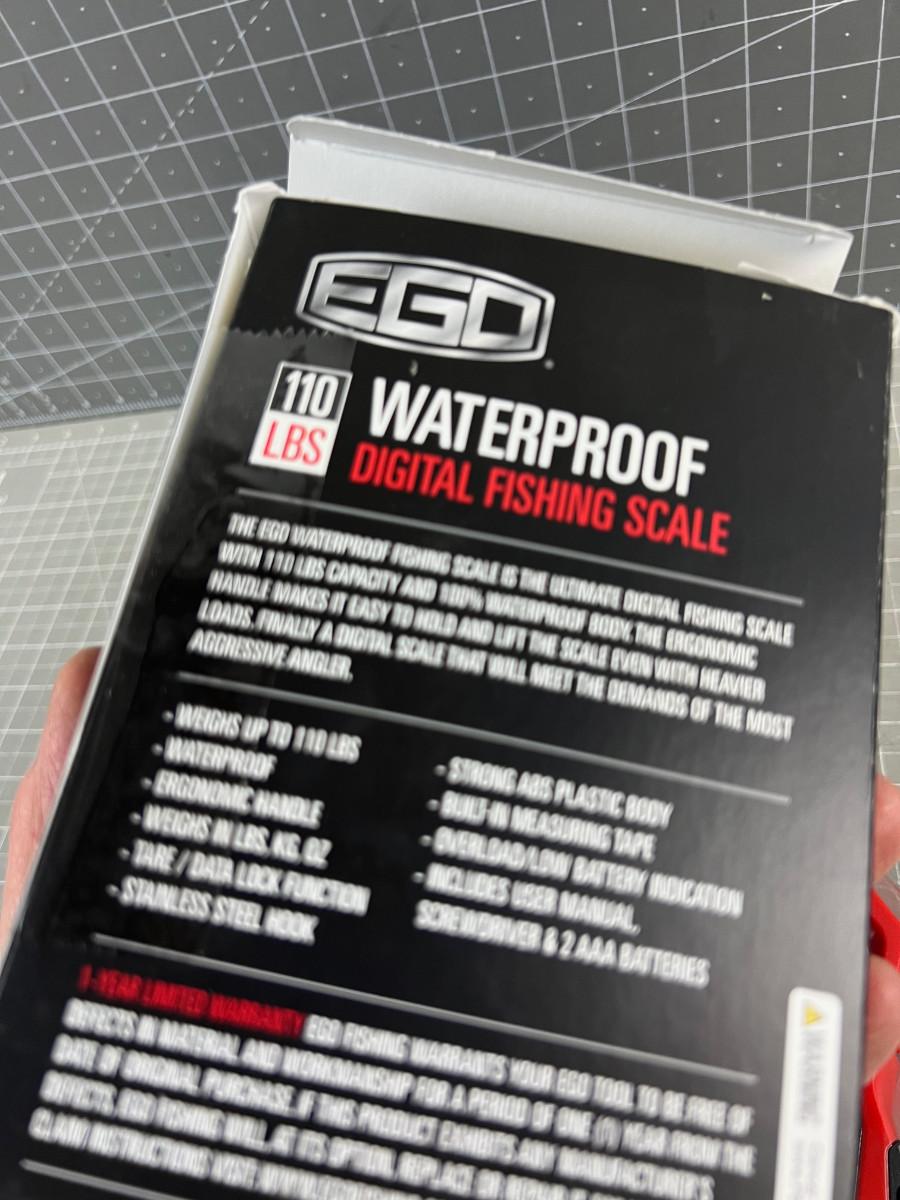 EGO
110
LBS
WATERPROOF
DIGITAL FISHING SCALE
THE EGO WATERPROOF FISHING SCALE IS THE ULTIMATE DIGITAL FISHING SCALE
WITH 110 LBS CAPACITY AND 100% WATERPROOF BODY. THE ERGONOMIC
HANDLE MAKES IT EASY TO HOLD AND LIFT THE SCALE EVEN WITH HEAVIER
LOADS. FINALLY A DIGITAL SCALE THAT WILL MEET THE DEMANDS OF THE MOST
AGGRESSIVE ANGLER.
- WEIGHS UP TO 110 LBS
- WATERPROOF
- ERGONOMIC HANDLE
- WEIGHS IN LBS, KG, OZ
- TARE / DATA LOCK FUNCTION
- STAINLESS STEEL HOOK
- STRONG ABS PLASTIC BODY
- BUILT-IN MEASURING TAPE
- OVERLOAD/LOW BATTERY INDICATION
- INCLUDES USER MANUAL,
SCREWDRIVER & 2 AAA BATTERIES
1-YEAR LIMITED WARRANTY EGO FISHING WARRANTS YOUR EGO TOOL TO BE FREE OF
DEFECTS IN MATERIAL AND WORKMANSHIP FOR A PERIOD OF ONE (1) YEAR FROM THE
DATE OF ORIGINAL PURCHASE. IF THIS PRODUCT EXHIBITS ANY MANUFACTURER'S
DEFECTS, EGO FISHING WILL, AT ITS OPTION, REPLACE OR
CLAIM INSTRUCTIONS VISIT
WARNING